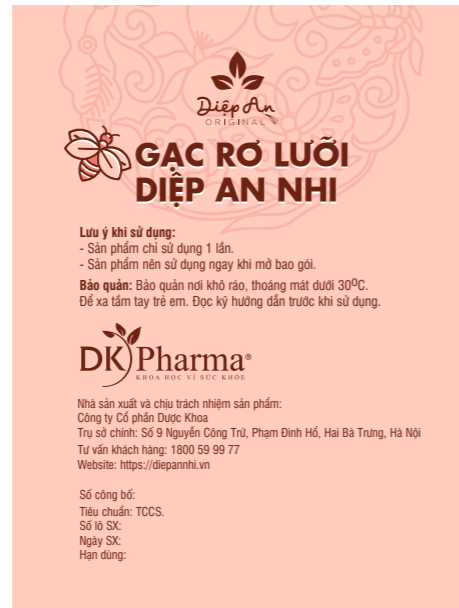 Diệp An
ORIGINAL
GẠC RƠ LƯỠI
DIỆP AN NHI
Lưu ý khi sử dụng:
- Sản phẩm chỉ sử dụng 1 lần.
- Sản phẩm nên sử dụng ngay khi mở bao gói.
Bảo quản: Bảo quản nơi khô ráo, thoáng mát dưới 30ºC.
Để xa tầm tay trẻ em. Đọc kỹ hướng dẫn trước khi sử dụng.
DK Pharma®
KHOA HỌC VÌ SỨC KHỎE
Nhà sản xuất và chịu trách nhiệm sản phẩm:
Công ty Cổ phần Dược Khoa
Trụ sở chính: Số 9 Nguyễn Công Trứ, Phạm Đình Hổ, Hai Bà Trưng, Hà Nội
Tư vấn khách hàng: 1800 59 99 77
Website: https://diepannhi.vn
Số công bố:
Tiêu chuẩn: TCCS.
Số lô SX:
Ngày SX:
Hạn dùng: